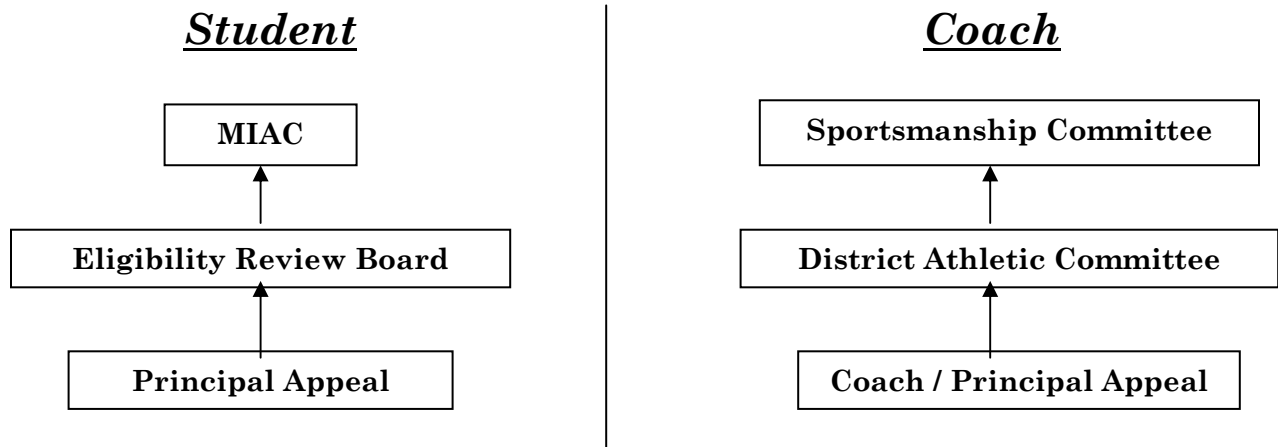 Student
MIAC
Eligibility Review Board
Principal Appeal
Coach
Sportsmanship Committee
District Athletic Committee
Coach / Principal Appeal